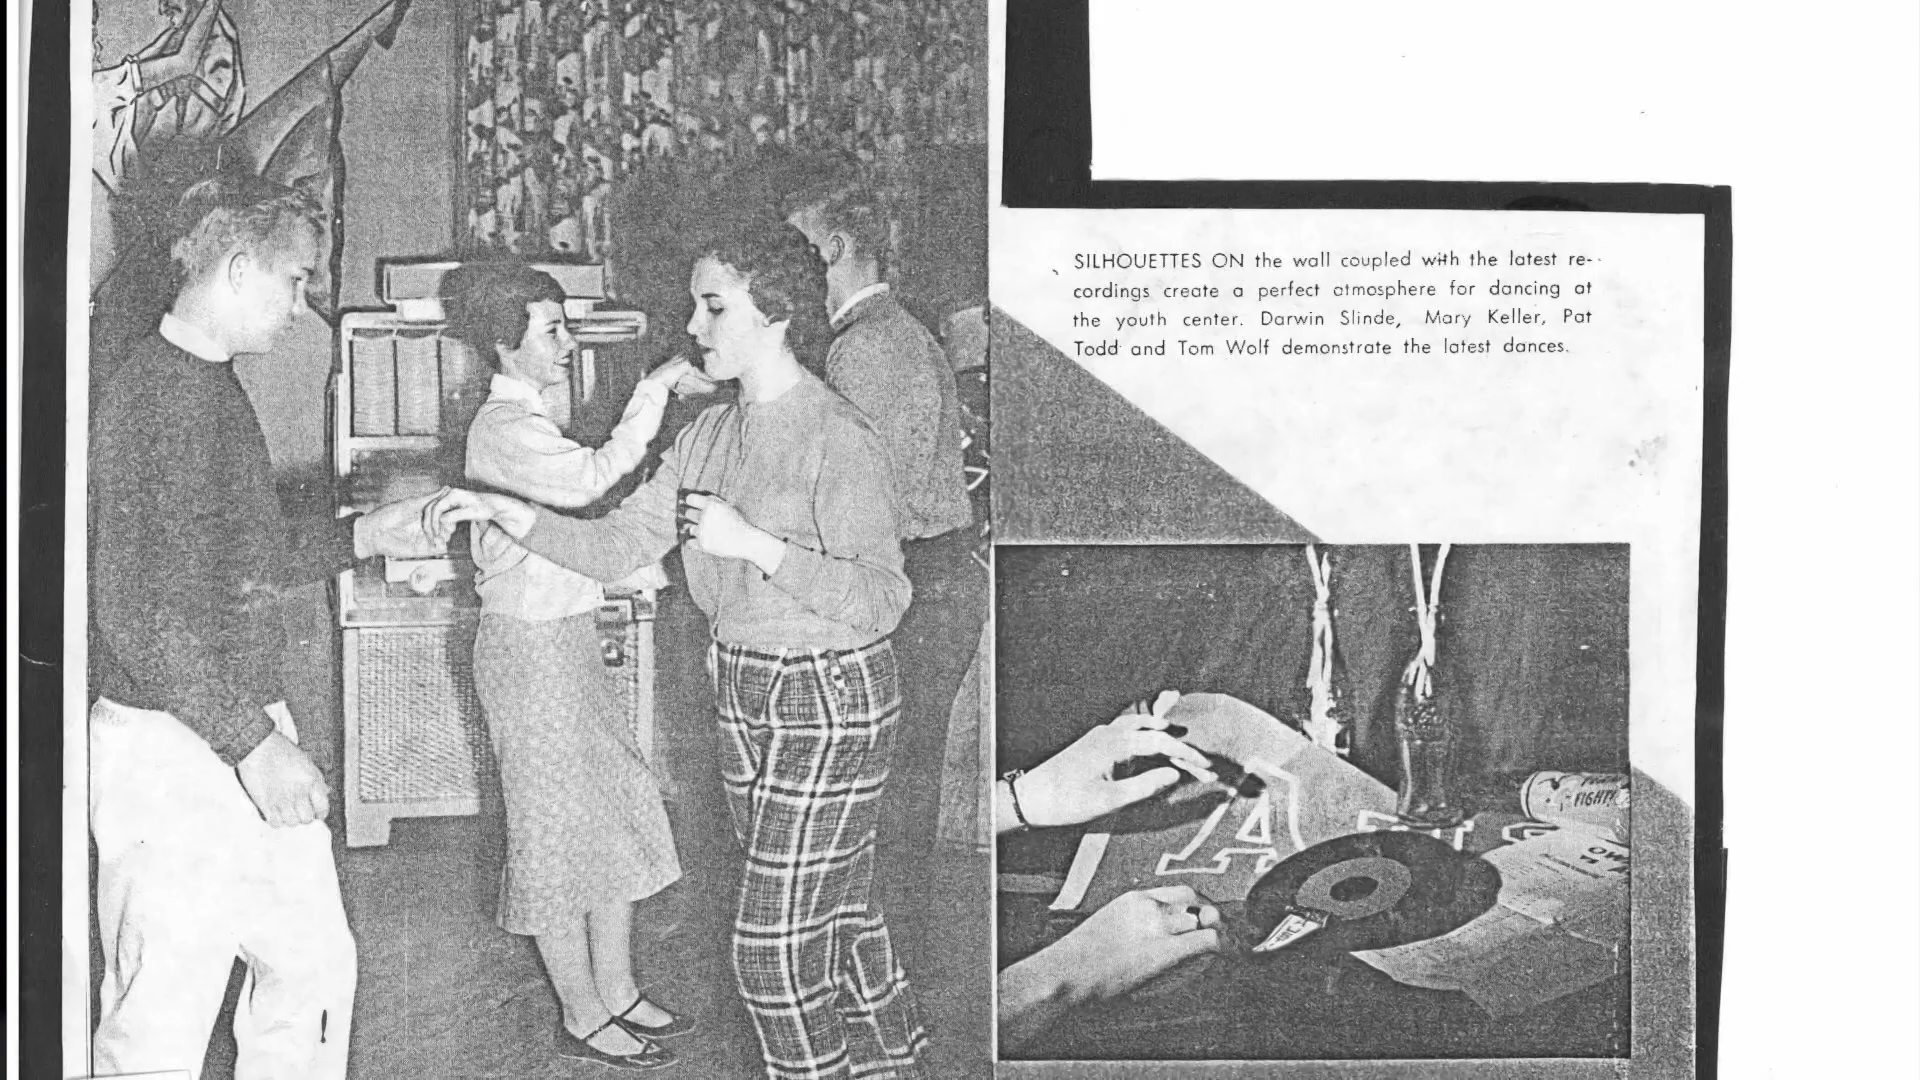 SILHOUETTES ON the wall coupled with the latest re-
cordings create a perfect atmosphere for dancing at
the youth center. Darwin Slinde, Mary Keller, Pat
Todd and Tom Wolf demonstrate the latest dances.
A
FIGHT